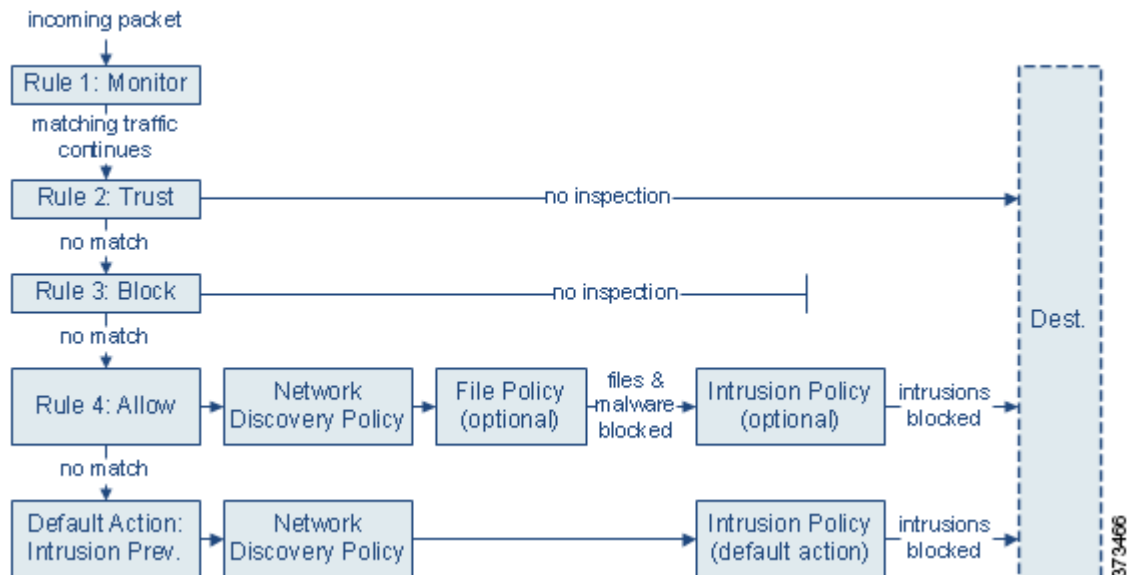 incoming packet
Rule 1: Monitor
matching traffic
continues
Rule 2: Trust
no inspection
no match
Rule 3: Block
no inspection
no match
Dest.
Rule 4: Allow
Network
Discovery Policy
File Policy
(optional)
files &
malware
blocked
Intrusion Policy
(optional)
intrusions
blocked
no match
Default Action:
Intrusion Prev.
Network
Discovery Policy
Intrusion Policy
(default action)
intrusions
blocked
373466